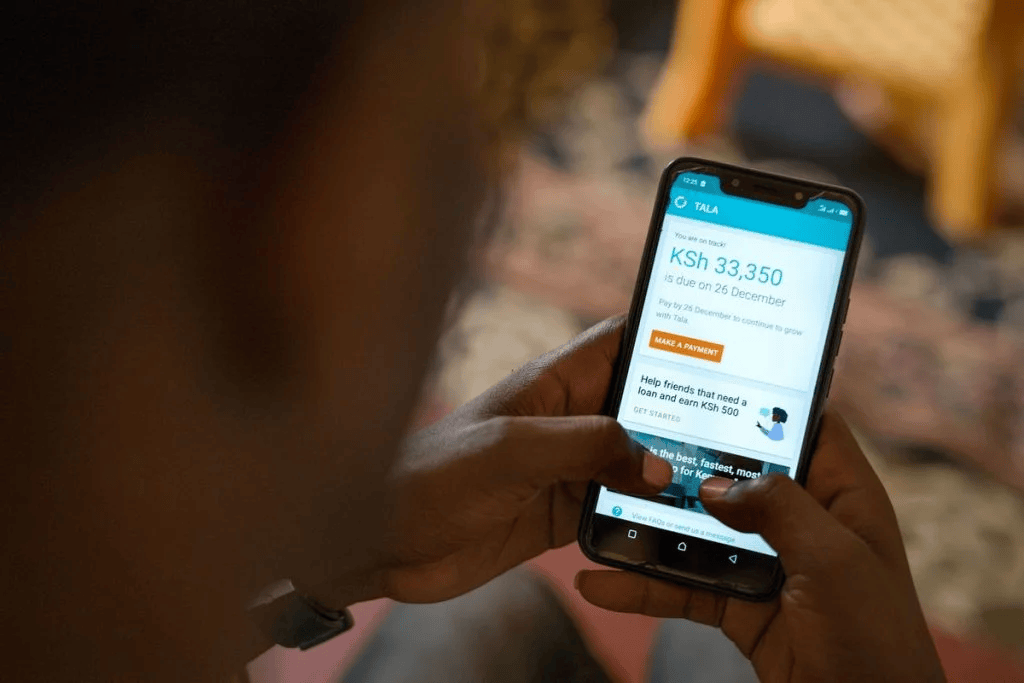 12:25
TALA
You are on track!
KSh 33,350
is due on 26 December
Pay by 26 December to continue to grow
with Tala.
MAKE A PAYMENT
Help friends that need a
loan and earn KSh 500
GET STARTED
is the best, fastest, most
for Ken
?
View FAQs or send us a message